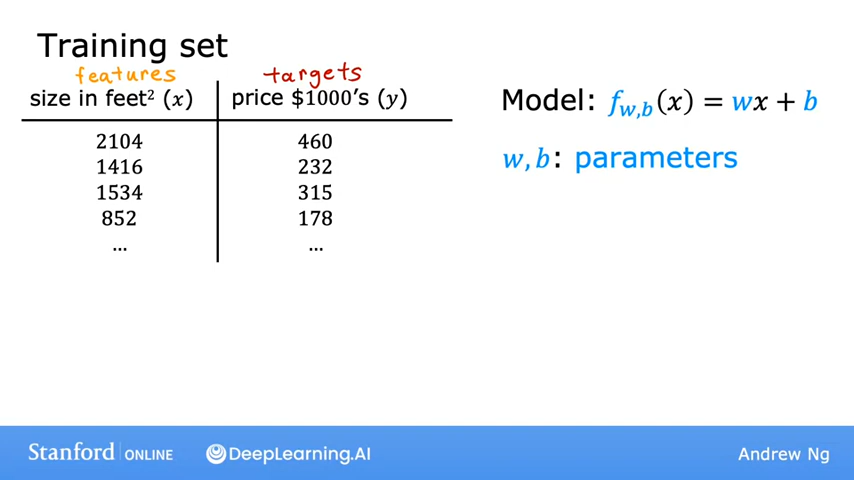 Training set
features targets
size in feet² (x) price $1000's (y)
2104 460
1416 232
1534 315
852 178
... ...
Model: f_{w,b}(x) = wx + b
w, b: parameters
Stanford ONLINE DeepLearning.AI Andrew Ng